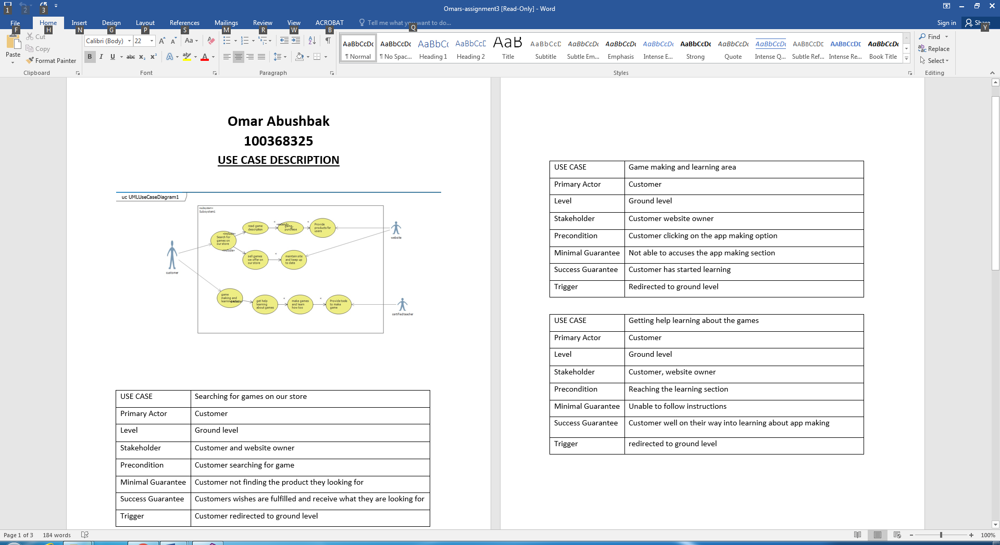 Omars-assignment3 [Read-Only] - Word
1 2 3
File Home Insert Design Layout References Mailings Review View ACROBAT Tell me what you want to do... Sign in Share
F H N G P S M R W B Q Y
Paste
Cut
Copy
Format Painter
Clipboard
Calibri (Body) 22 A A Aa
B I U abc X₂ X² A ab A
Font
Paragraph
AaBbCcDc AaBbCcDc AaBbCc AaBbCcD AaB AaBbCcD AaBbCcDc AaBbCcDc AaBbCcDc AaBbCcDc AaBbCcDc AaBbCcDc AABBCCDD AABBCCDD AaBbCcDc
¶ Normal ¶ No Spac... Heading 1 Heading 2 Title Subtitle Subtle Em... Emphasis Intense E... Strong Quote Intense Q... Subtle Ref... Intense Re... Book Title
Styles
Find
Replace
Select
Editing
Omar Abushbak
100368325
USE CASE DESCRIPTION
uc UMLUseCaseDiagram1
«subsystem»
Subsystem1
customer
website
certified teacher
Search for
games on
our store
«include»
«include»
read game
description
«extend»
game
purchase
Provide
products for
users
sell games
we offer on
our store
maintain site
and keep up
to date
game
making and
learning area
«include»
get help
learning
about games
make games
and learn
how too
Provide tools
to make
game
USE CASE Searching for games on our store
Primary Actor Customer
Level Ground level
Stakeholder Customer and website owner
Precondition Customer searching for game
Minimal Guarantee Customer not finding the product they looking for
Success Guarantee Customers wishes are fulfilled and receive what they are looking for
Trigger Customer redirected to ground level
USE CASE Game making and learning area
Primary Actor Customer
Level Ground level
Stakeholder Customer website owner
Precondition Customer clicking on the app making option
Minimal Guarantee Not able to accuses the app making section
Success Guarantee Customer has started learning
Trigger Redirected to ground level
USE CASE Getting help learning about the games
Primary Actor Customer
Level Ground level
Stakeholder Customer, website owner
Precondition Reaching the learning section
Minimal Guarantee Unable to follow instructions
Success Guarantee Customer well on their way into learning about app making
Trigger redirected to ground level
Page 1 of 3 184 words 100%